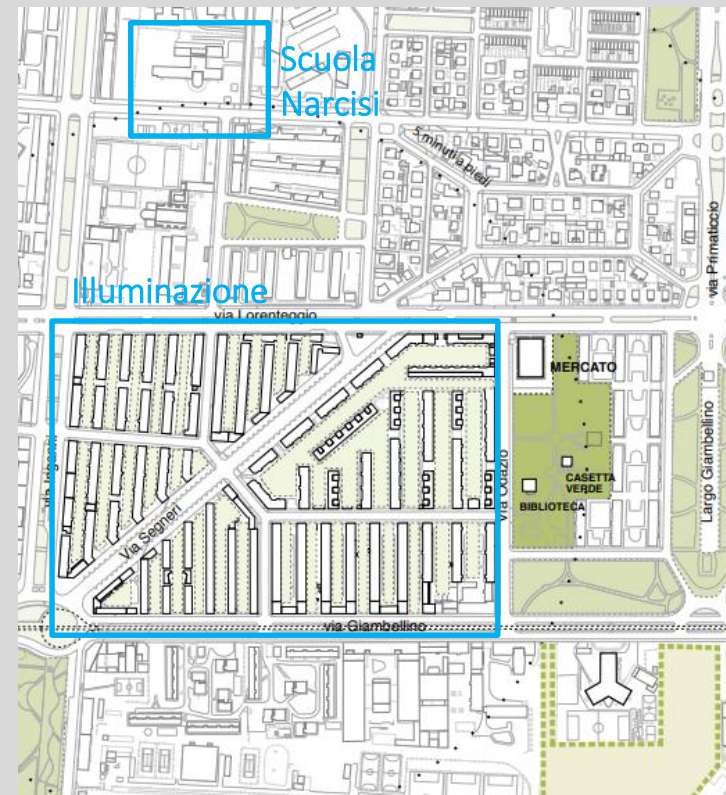 Scuola
Narcisi
5 minuti a piedi
via Primaticcio
Illuminazione
via Lorenteggio
MERCATO
CASETTA
VERDE
BIBLIOTECA
via Odazio
Largo Giambellino
Via Segneri
via Giambellino